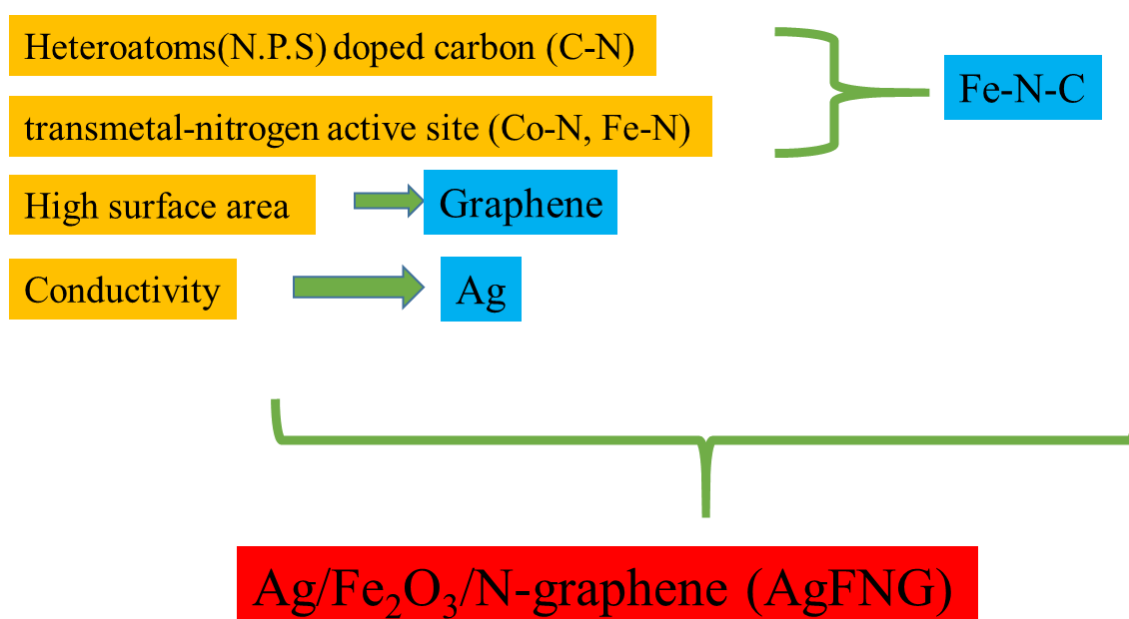 Heteroatoms(N.P.S) doped carbon (C-N)
Fe-N-C
transmetal-nitrogen active site (Co-N, Fe-N)
High surface area
Graphene
Conductivity
Ag
Ag/Fe₂O₃/N-graphene (AgFNG)